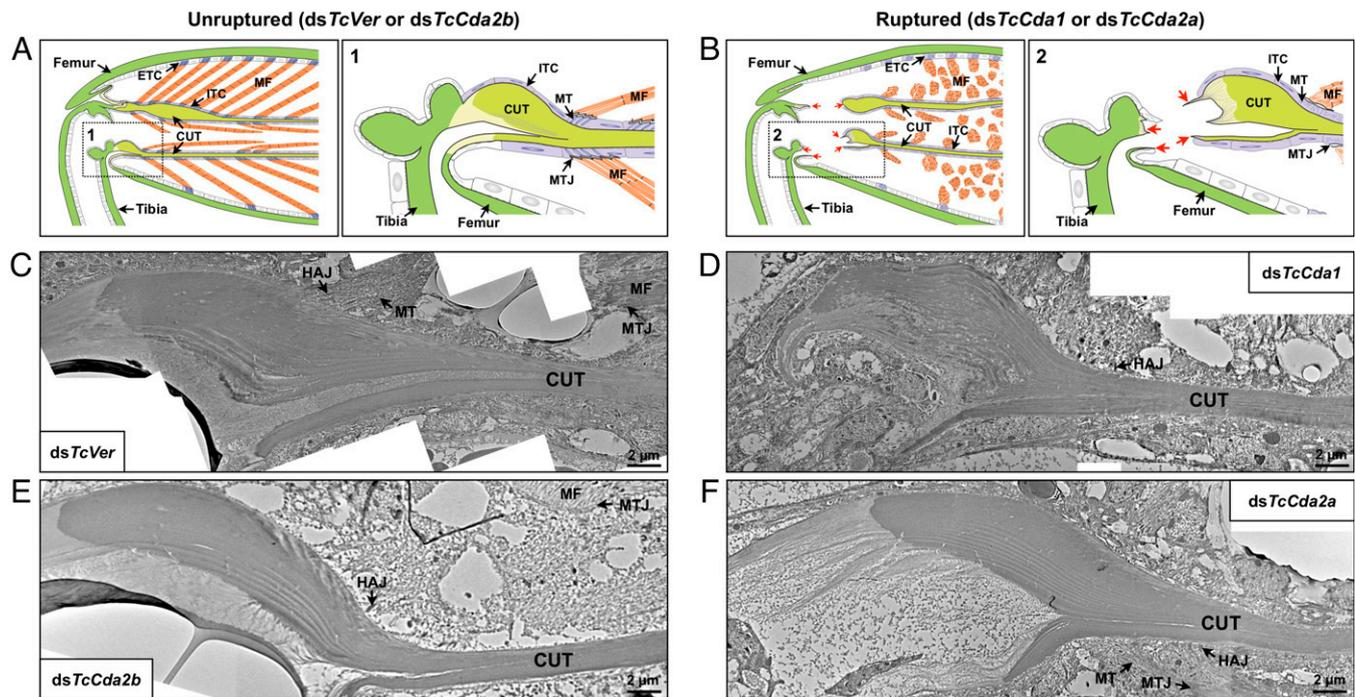 Unruptured (dsTcVer or dsTcCda2b)
Ruptured (dsTcCda1 or dsTcCda2a)
A
Femur
ETC
MF
ITC
CUT
1
Tibia
1
ITC
MT
MF
CUT
MTJ
MF
Tibia
Femur
B
Femur
ETC
MF
2
CUT
ITC
Tibia
2
ITC
MT
MF
CUT
MTJ
Tibia
Femur
C
HAJ
MT
MF
MTJ
CUT
dsTcVer
2 µm
D
dsTcCda1
HAJ
CUT
2 µm
E
MF
MTJ
HAJ
CUT
dsTcCda2b
2 µm
F
dsTcCda2a
CUT
HAJ
MT
MTJ
2 µm